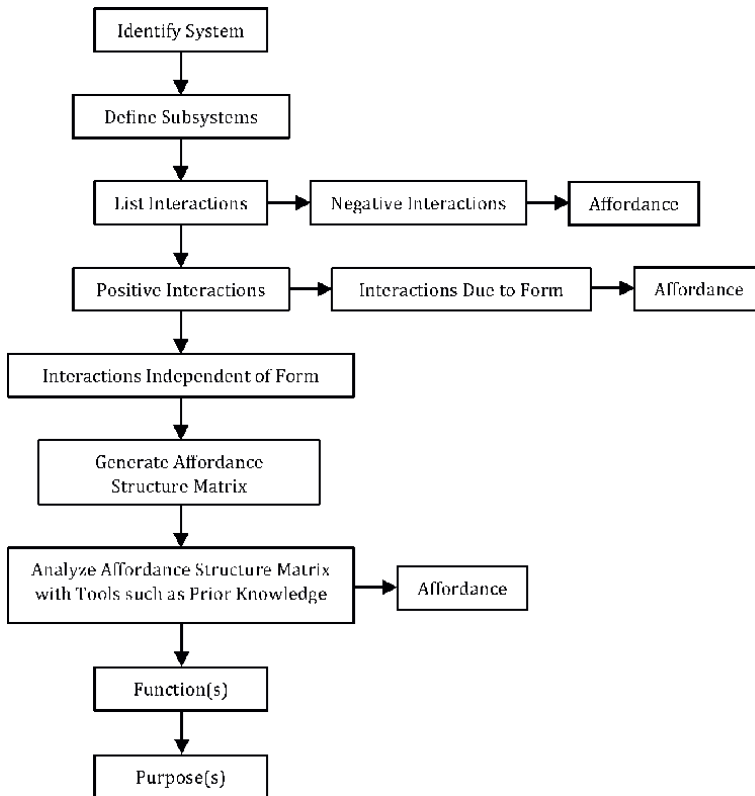 Identify System
Define Subsystems
List Interactions
Negative Interactions
Affordance
Positive Interactions
Interactions Due to Form
Affordance
Interactions Independent of Form
Generate Affordance
Structure Matrix
Analyze Affordance Structure Matrix
with Tools such as Prior Knowledge
Affordance
Function(s)
Purpose(s)